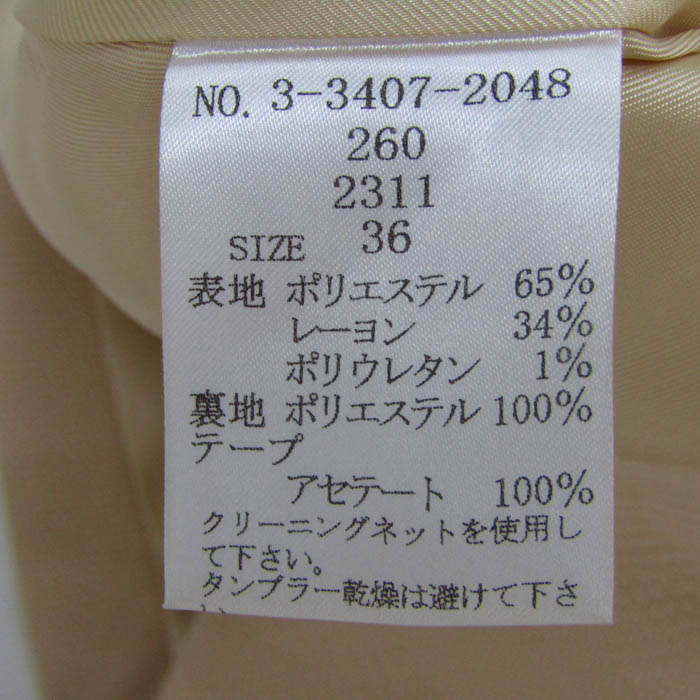 NO. 3-3407-2048
260
2311
SIZE 36
表地 ポリエステル 65%
レーヨン 34%
ポリウレタン 1%
裏地 ポリエステル 100%
テープ
アセテート 100%
クリーニングネットを使用し
て下さい。
タンブラー乾燥は避けて下さ